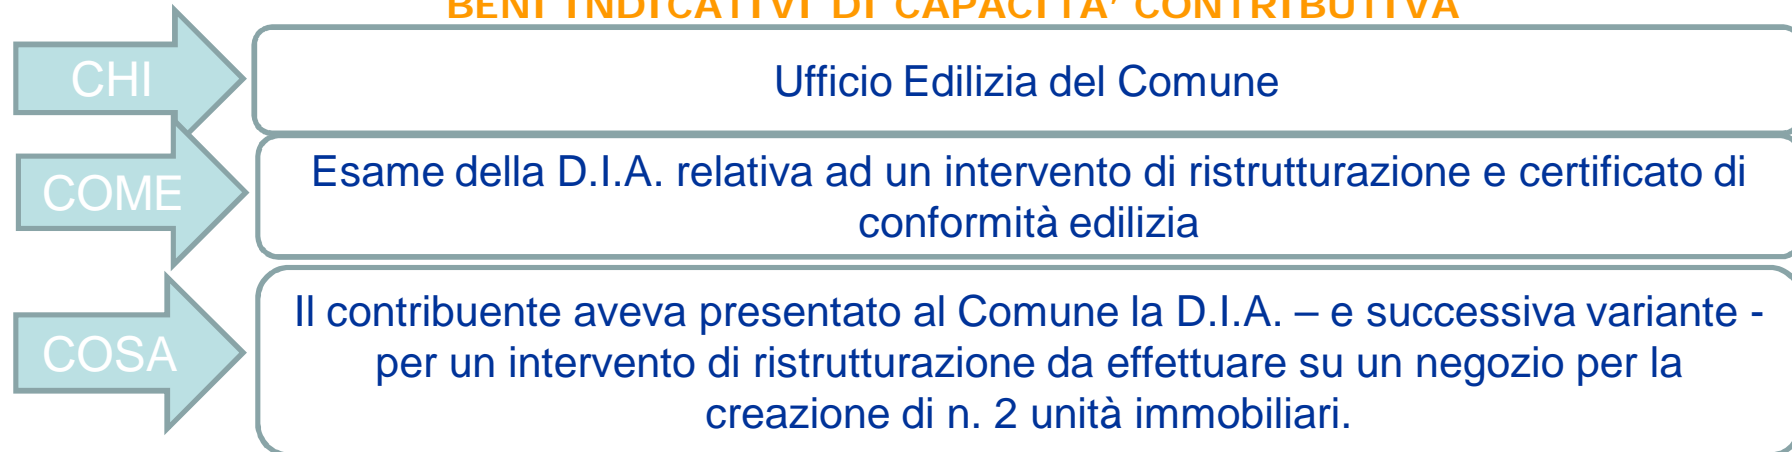 BENI INDICATIVI DI CAPACITA' CONTRIBUTIVA
CHI
Ufficio Edilizia del Comune
COME
Esame della D.I.A. relativa ad un intervento di ristrutturazione e certificato di
conformità edilizia
COSA
Il contribuente aveva presentato al Comune la D.I.A. – e successiva variante -
per un intervento di ristrutturazione da effettuare su un negozio per la
creazione di n. 2 unità immobiliari.